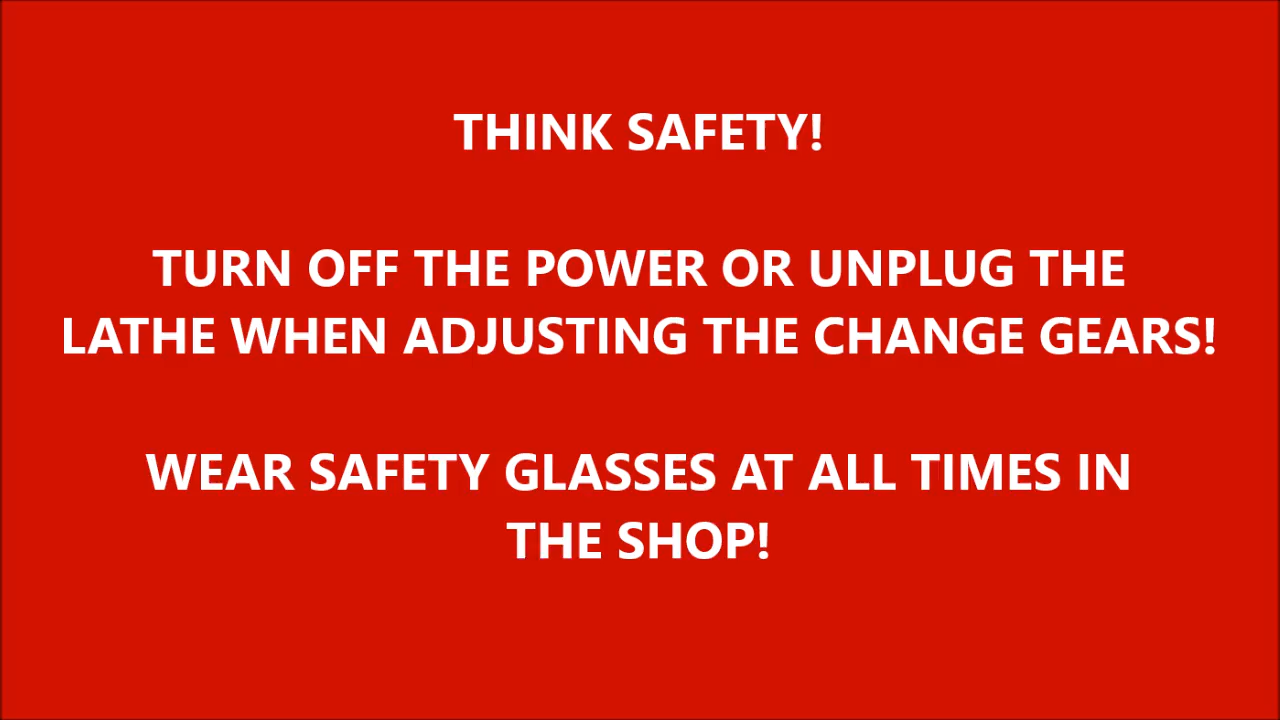 THINK SAFETY!
TURN OFF THE POWER OR UNPLUG THE
LATHE WHEN ADJUSTING THE CHANGE GEARS!
WEAR SAFETY GLASSES AT ALL TIMES IN
THE SHOP!